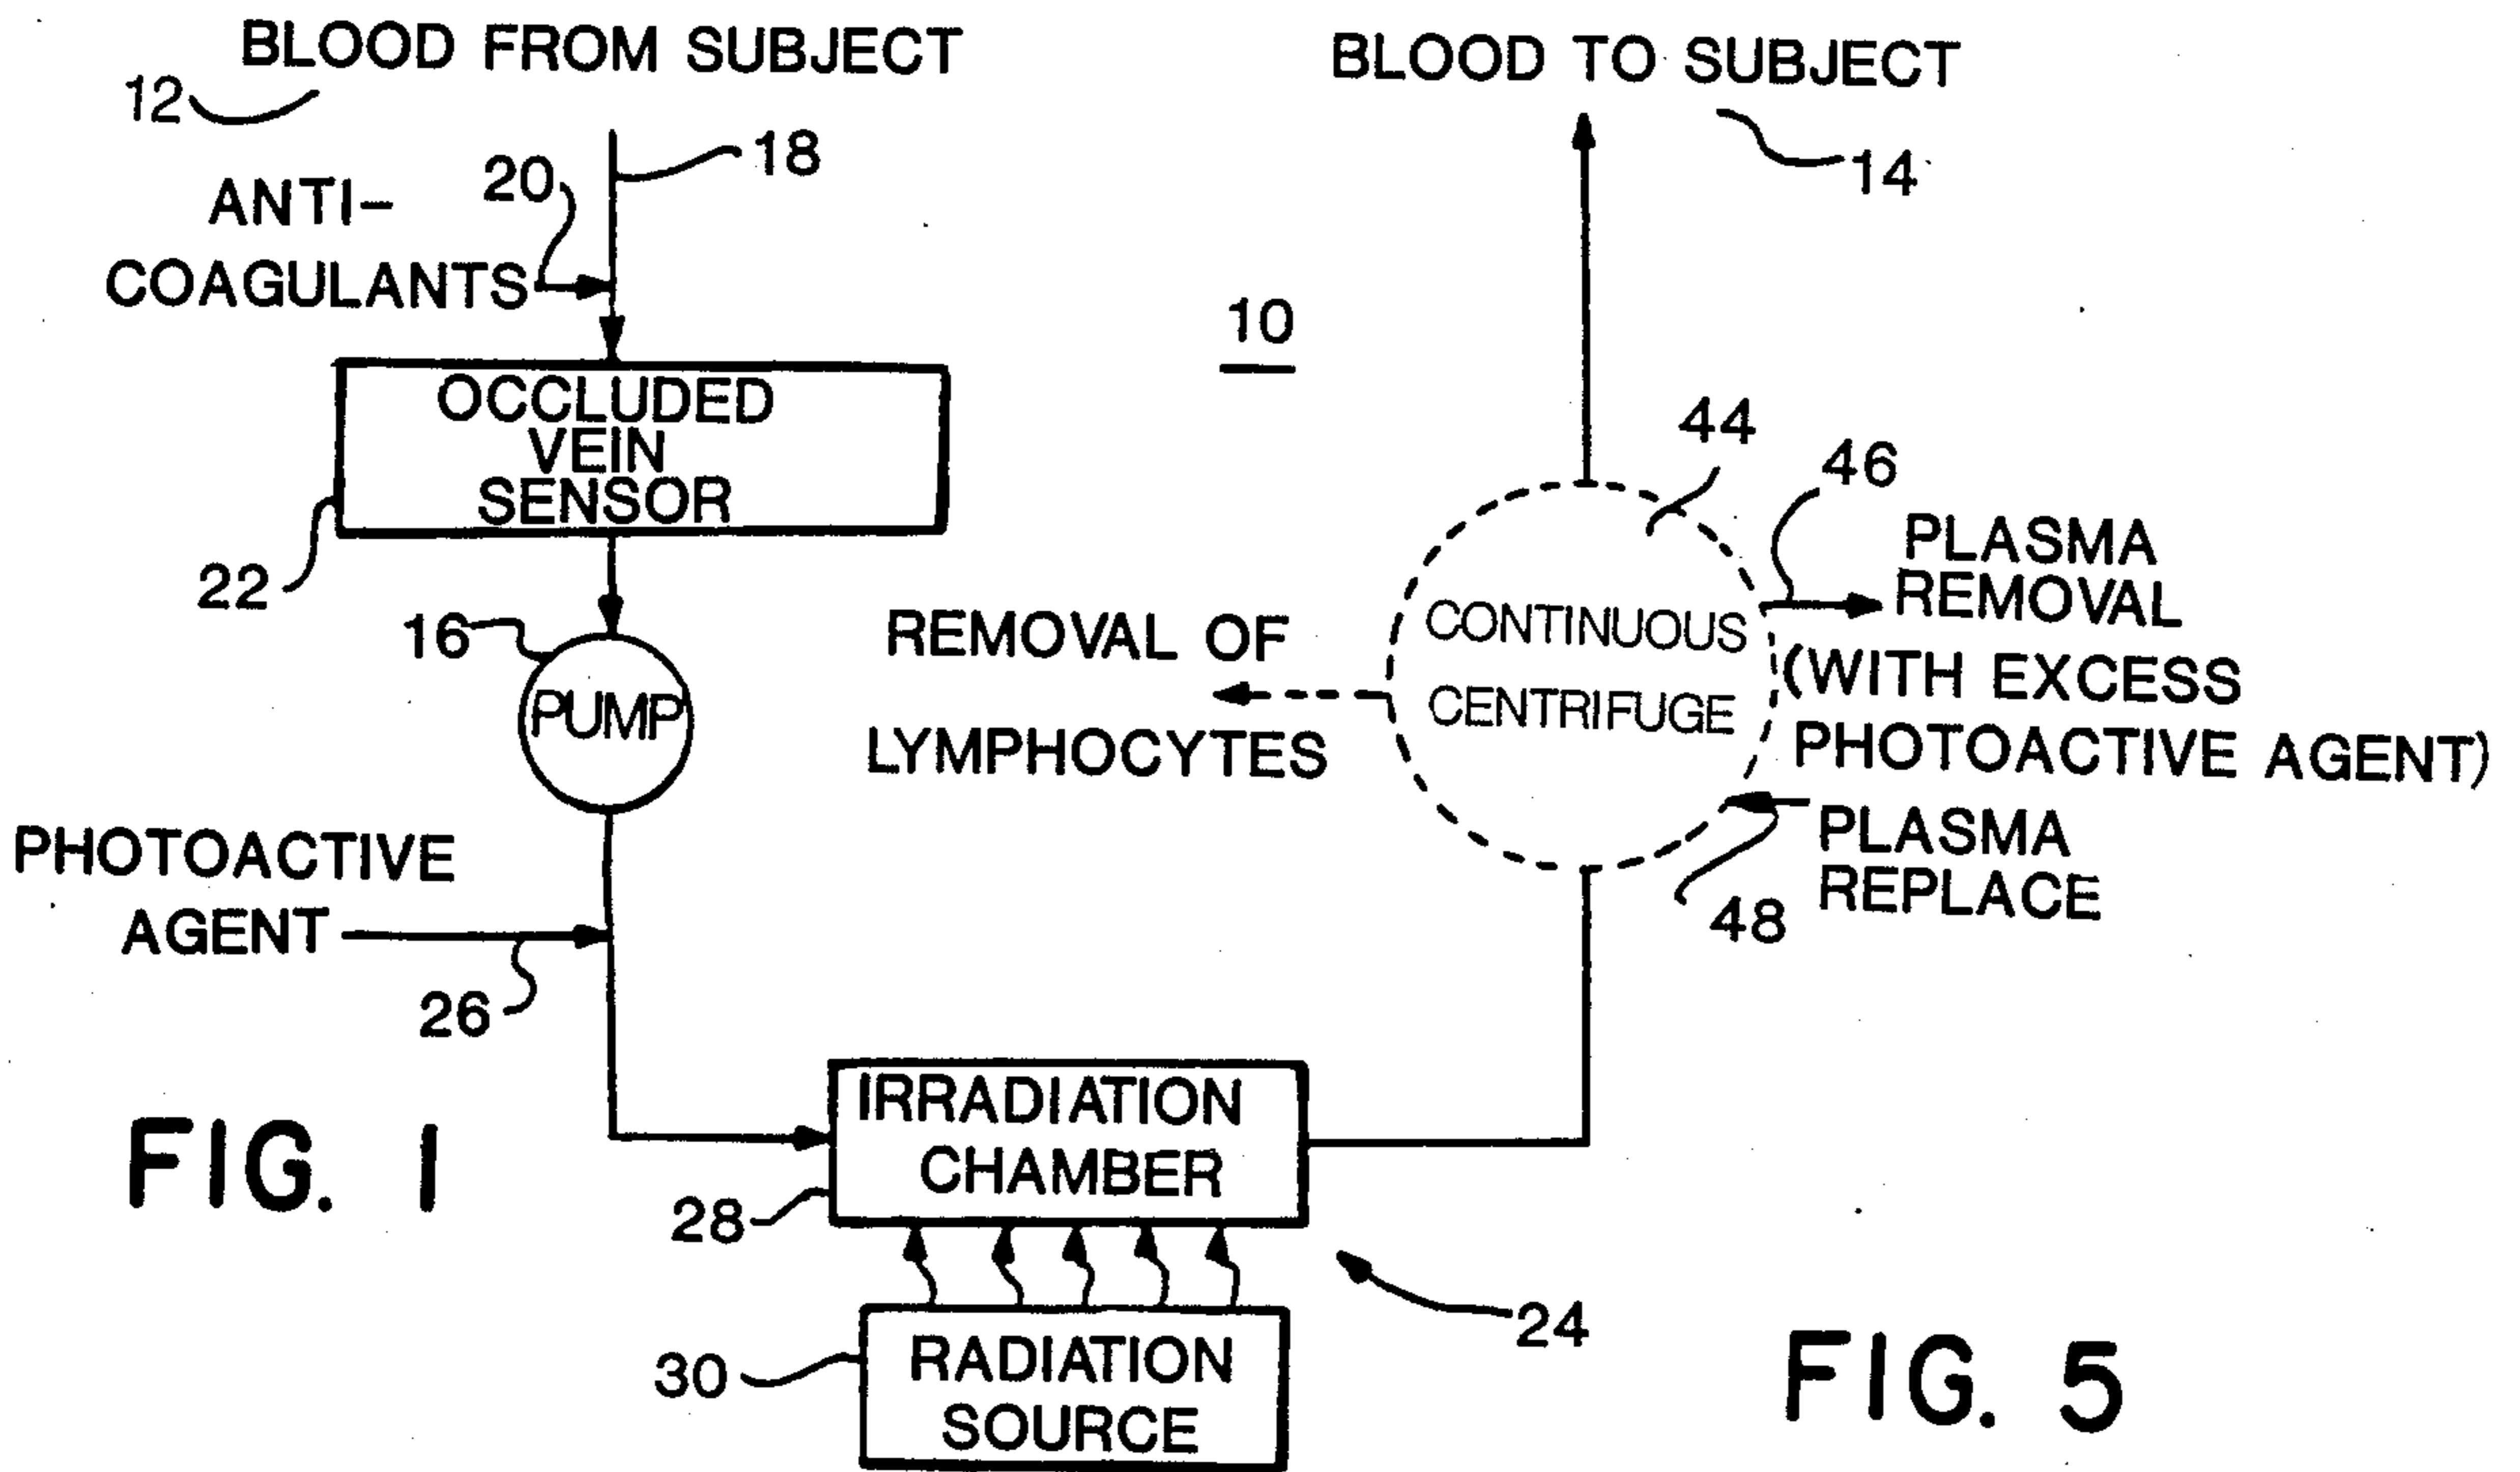 BLOOD FROM SUBJECT
12
18
20
ANTI-
COAGULANTS
OCCLUDED
VEIN
SENSOR
22
16
PUMP
PHOTOACTIVE
AGENT
26
IRRADIATION
CHAMBER
28
RADIATION
SOURCE
30
24
FIG. 1
BLOOD TO SUBJECT
14
10
44
46
CONTINUOUS
CENTRIFUGE
REMOVAL OF
LYMPHOCYTES
PLASMA
REMOVAL
(WITH EXCESS
PHOTOACTIVE AGENT)
PLASMA
REPLACE
48
FIG. 5